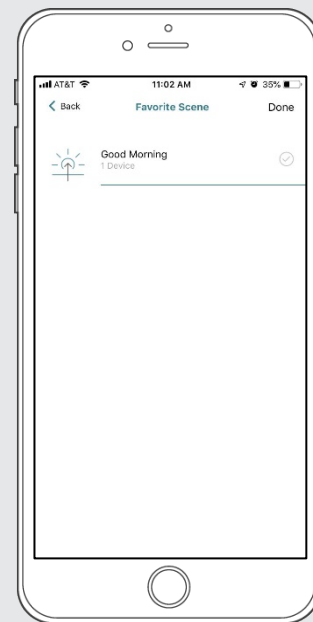 AT&T 11:02 AM 35%
Back Favorite Scene Done
Good Morning
1 Device